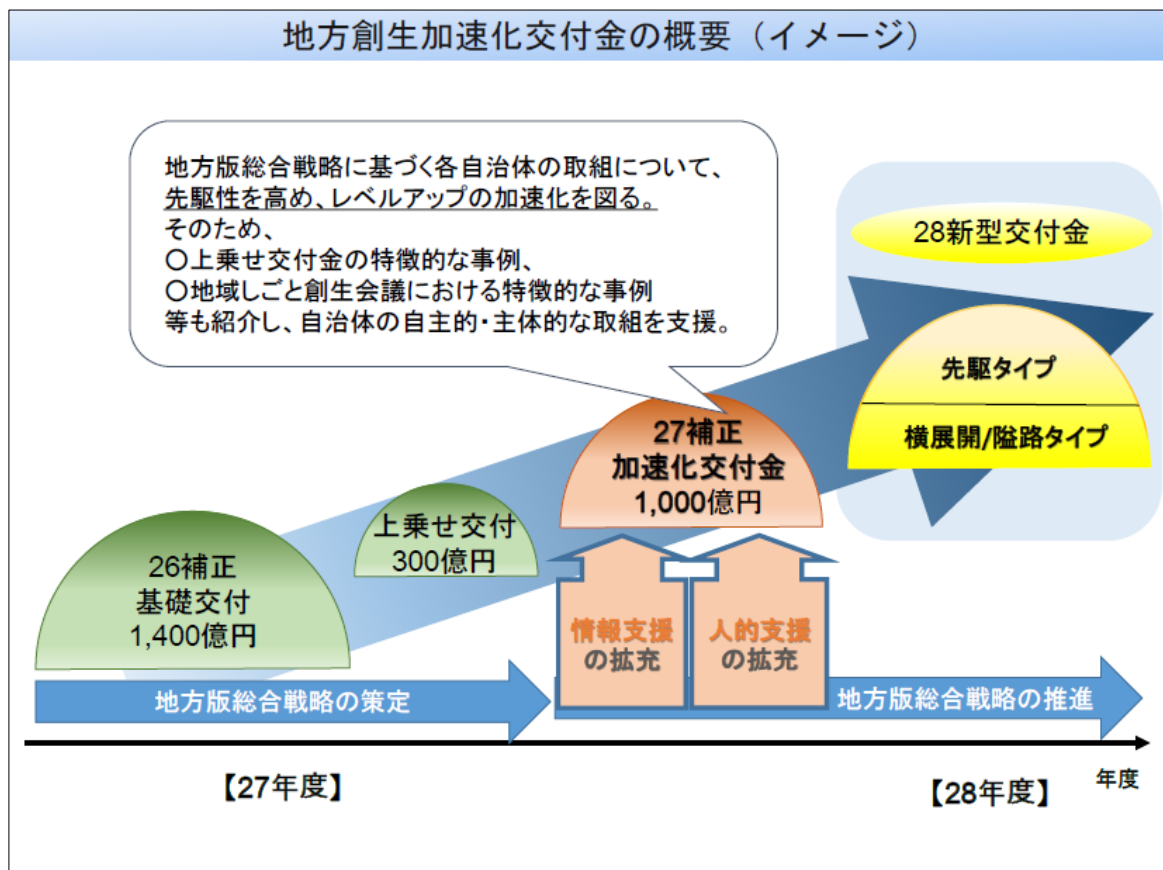 地方創生加速化交付金の概要（イメージ）
地方版総合戦略に基づく各自治体の取組について、
先駆性を高め、レベルアップの加速化を図る。
そのため、
○上乗せ交付金の特徴的な事例、
○地域しごと創生会議における特徴的な事例
等も紹介し、自治体の自主的・主体的な取組を支援。
28新型交付金
先駆タイプ
横展開/隘路タイプ
27補正
加速化交付金
1,000億円
上乗せ交付
300億円
26補正
基礎交付
1,400億円
情報支援
の拡充
人的支援
の拡充
地方版総合戦略の策定
地方版総合戦略の推進
【27年度】
【28年度】
年度